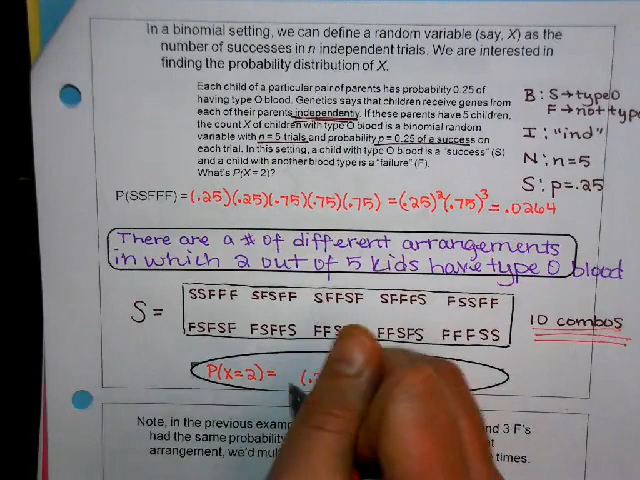 In a binomial setting, we can define a random variable (say, X) as the
number of successes in n independent trials. We are interested in
finding the probability distribution of X.
Each child of a particular pair of parents has probability 0.25 of
having type O blood. Genetics says that children receive genes from
each of their parents independently. If these parents have 5 children,
the count X of children with type O blood is a binomial random
variable with n = 5 trials and probability p = 0.25 of a success on
each trial. In this setting, a child with type O blood is a "success" (S)
and a child with another blood type is a "failure" (F).
What's P(X = 2)?
B: S→type O
F→not type
I: "ind"
N: n=5
S: p=.25
P(SSFFF) = (.25)(.25)(.75)(.75)(.75) = (.25)²(.75)³ = .0264
There are a # of different arrangements
in which 2 out of 5 kids have type O blood
S =
SSFFF SFSFF SFFSF SFFFS FSSFF
FSFSF FSFFS FFSFS FFFSS
10 combos
P(X=2)=
Note, in the previous and 3 F's
had the same probability
arrangement, we'd times.